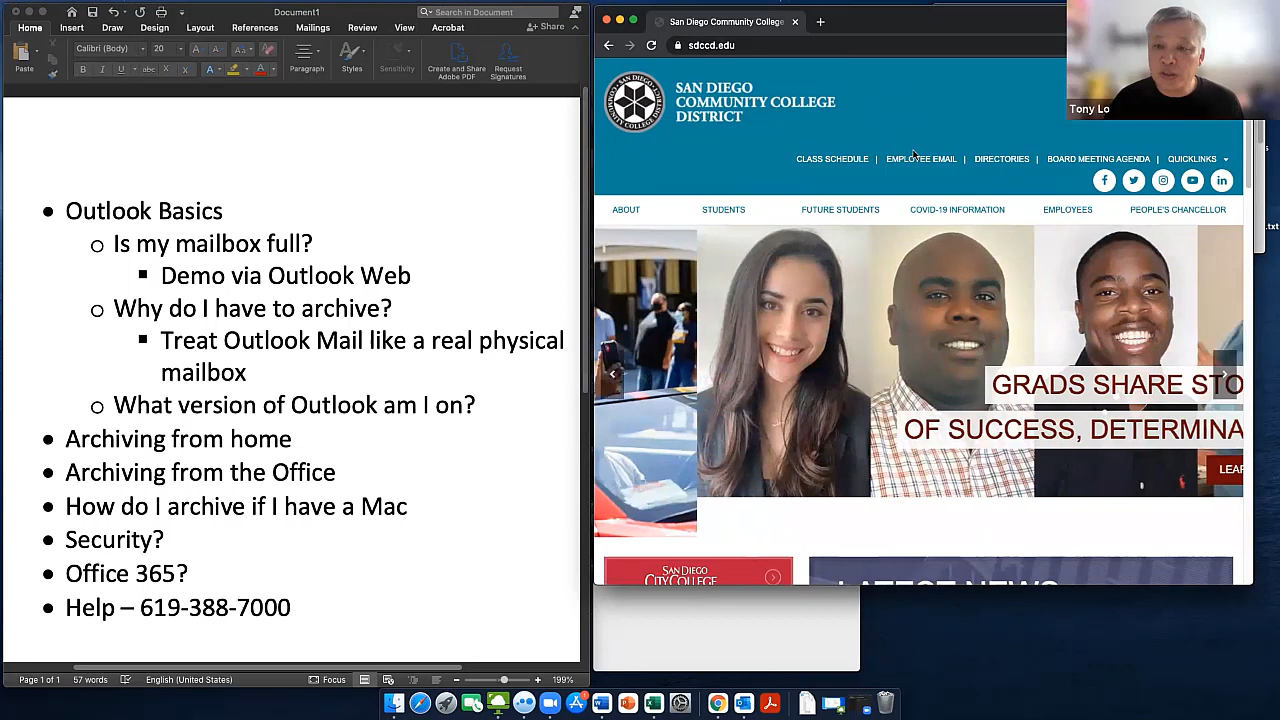 Document1
Search in Document
Home Insert Draw Design Layout References Mailings Review View Acrobat Share
Paste
Calibri (Body) 20
Paragraph Styles Sensitivity Create and Share Adobe PDF Request Signatures
• Outlook Basics
o Is my mailbox full?
▪ Demo via Outlook Web
o Why do I have to archive?
▪ Treat Outlook Mail like a real physical
mailbox
o What version of Outlook am I on?
• Archiving from home
• Archiving from the Office
• How do I archive if I have a Mac
• Security?
• Office 365?
• Help – 619-388-7000
Page 1 of 1 57 words English (United States) Focus 199%
San Diego Community College
sdccd.edu
SAN DIEGO
COMMUNITY COLLEGE
DISTRICT
CLASS SCHEDULE | EMPLOYEE EMAIL | DIRECTORIES | BOARD MEETING AGENDA | QUICKLINKS
ABOUT STUDENTS FUTURE STUDENTS COVID-19 INFORMATION EMPLOYEES PEOPLE'S CHANCELLOR
GRADS SHARE STO
OF SUCCESS, DETERMINA
LEAR
SAN DIEGO
CITY COLLEGE
LATEST NEWS
Tony Lo
.txt